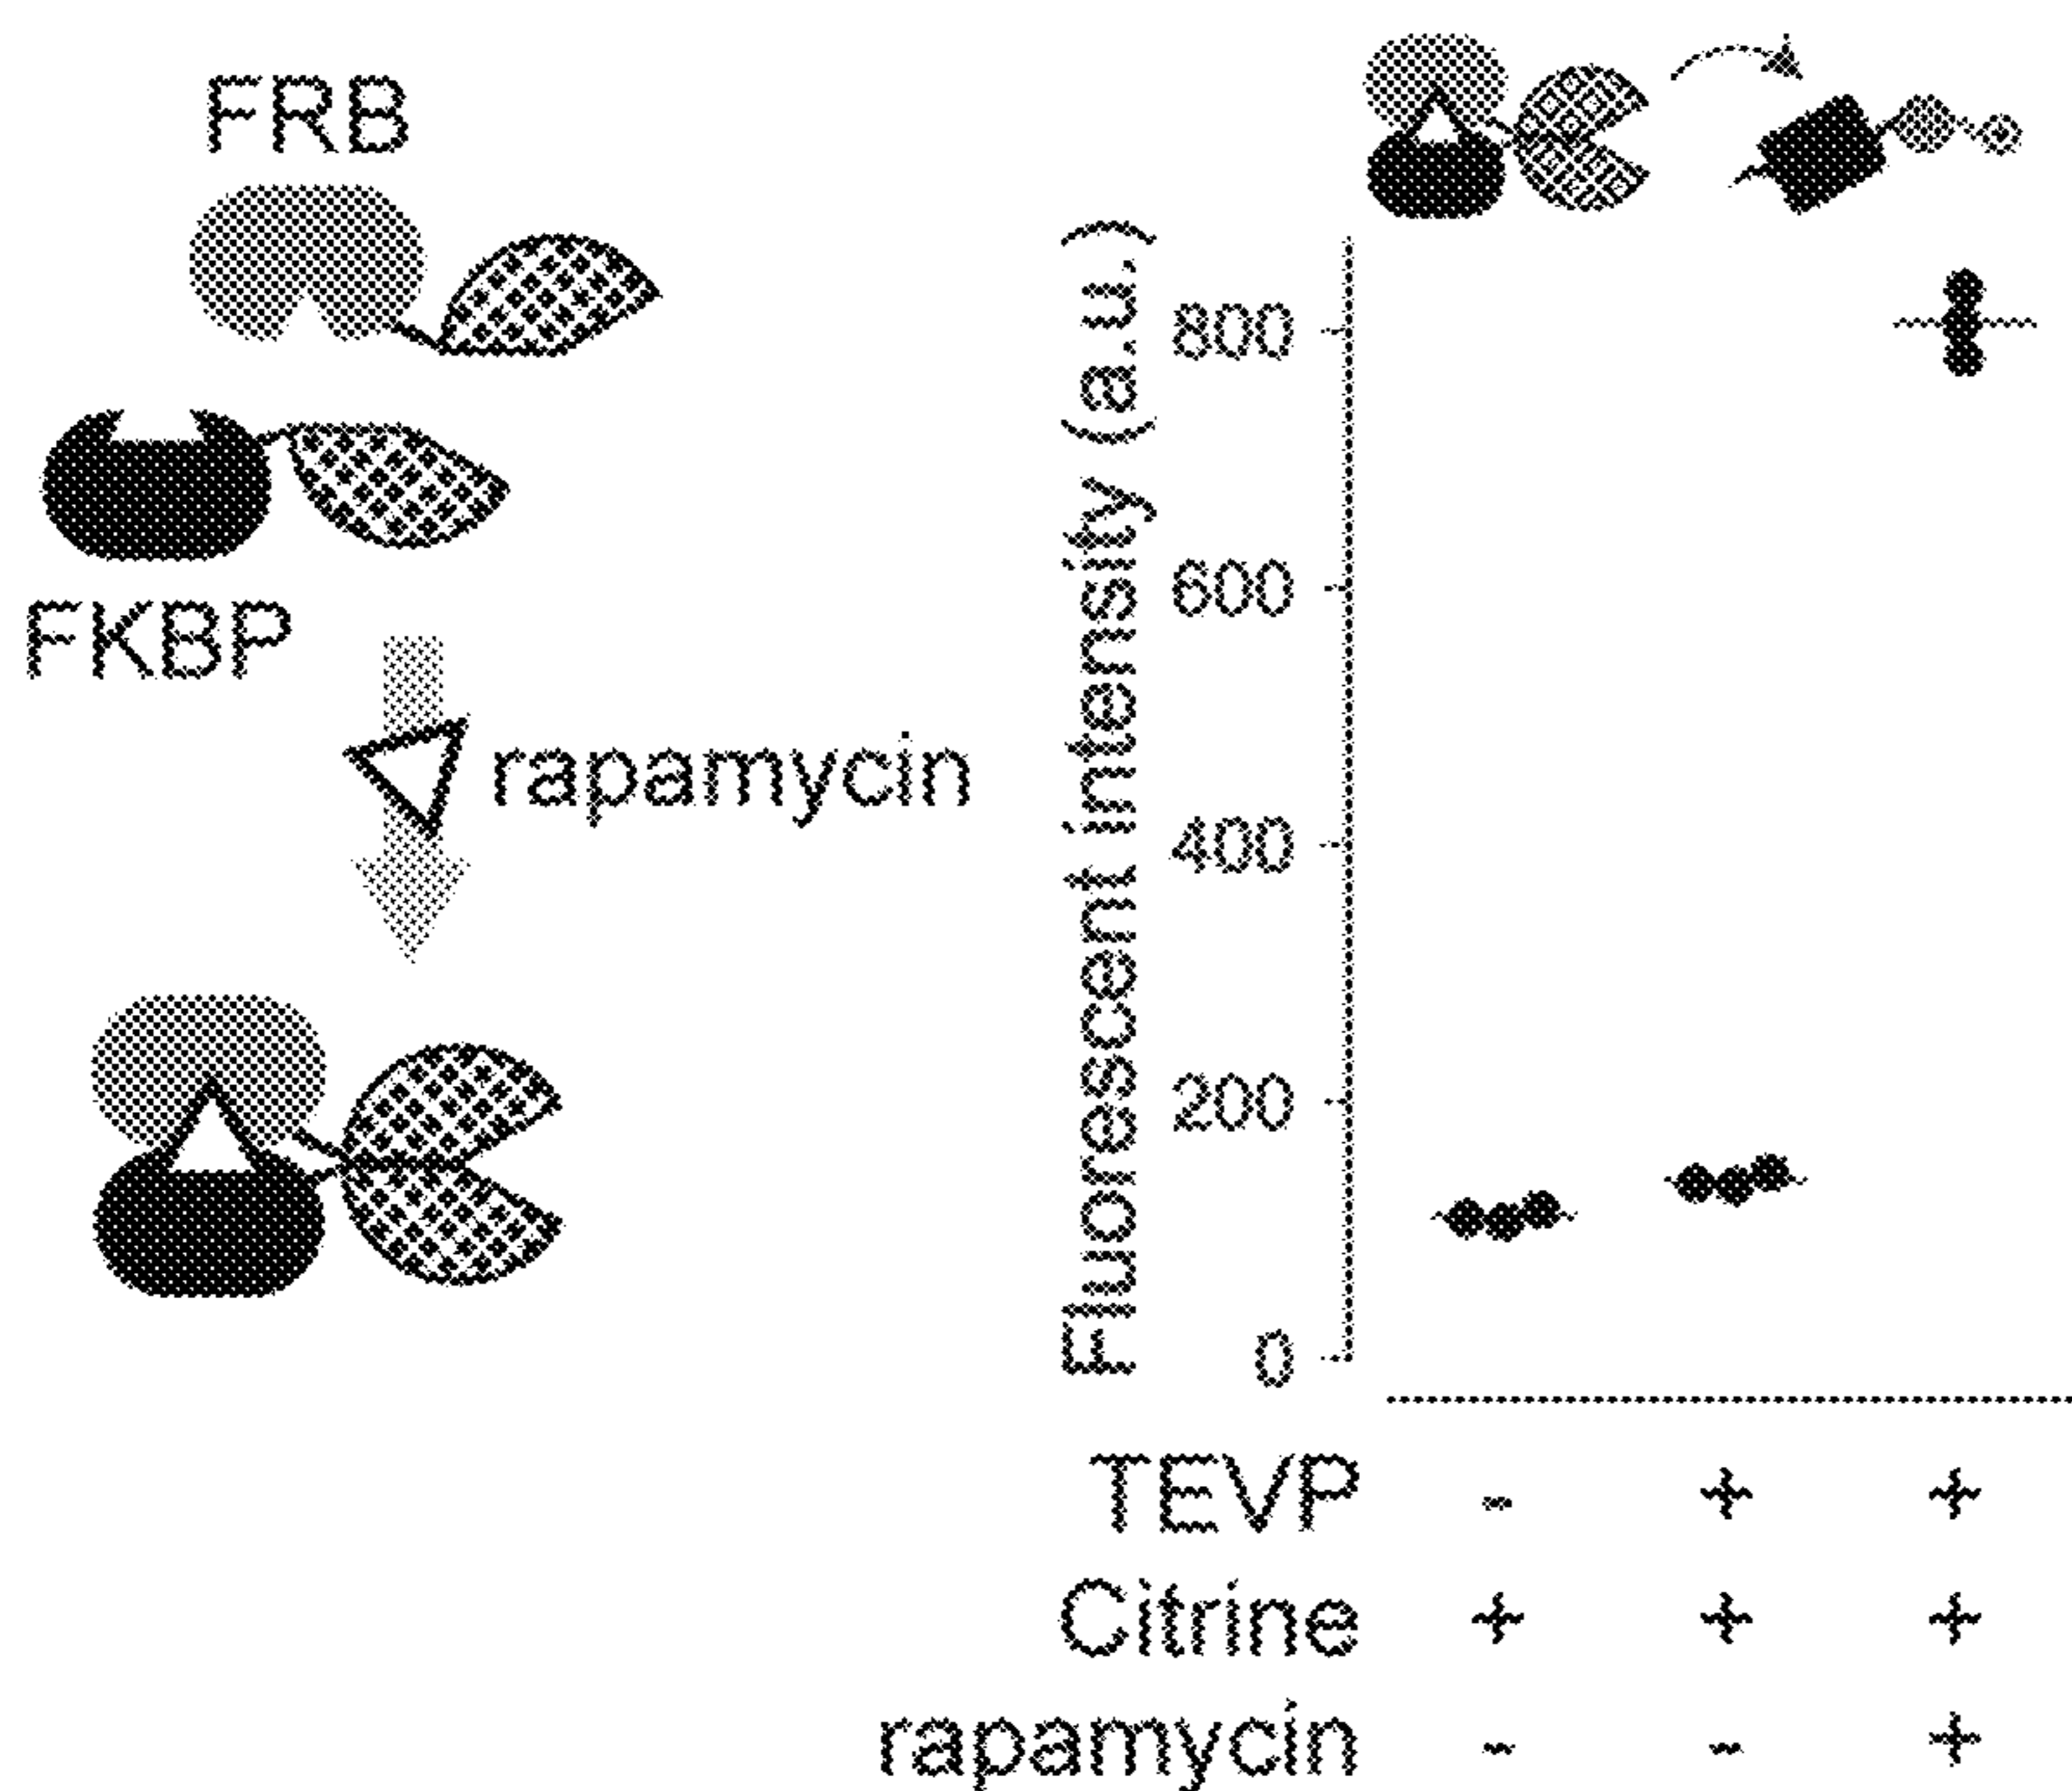 FRB
FKBP
rapamycin
Fluorescent intensity (a.u.)
800
600
400
200
0
TEVP - + +
Citrine + + +
rapamycin - - +